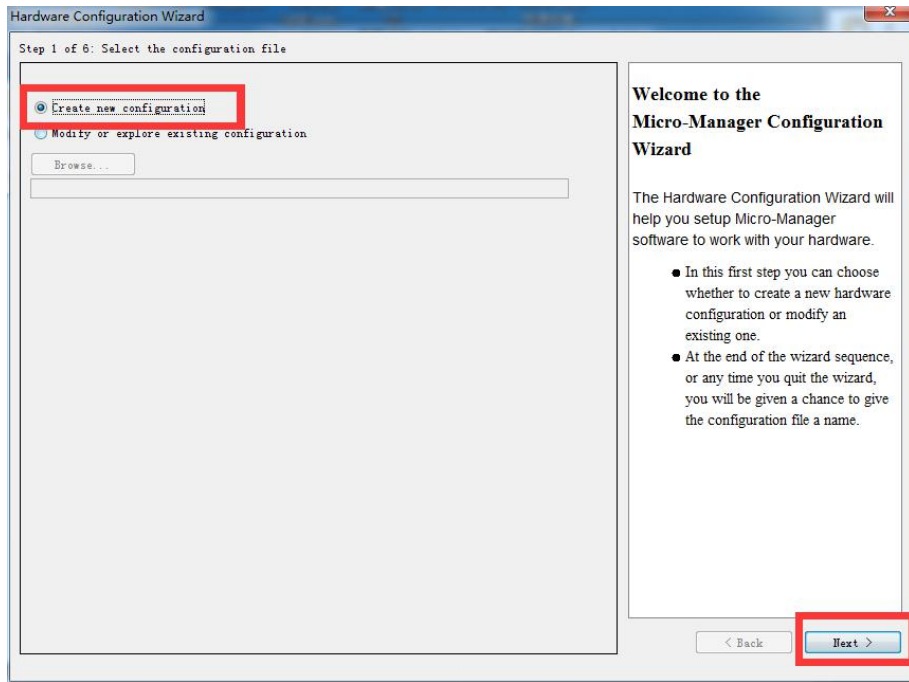 Hardware Configuration Wizard
Step 1 of 6: Select the configuration file
Create new configuration
Modify or explore existing configuration
Browse...
Welcome to the
Micro-Manager Configuration
Wizard
The Hardware Configuration Wizard will
help you setup Micro-Manager
software to work with your hardware.
● In this first step you can choose
whether to create a new hardware
configuration or modify an
existing one.
● At the end of the wizard sequence,
or any time you quit the wizard,
you will be given a chance to give
the configuration file a name.
< Back
Next >